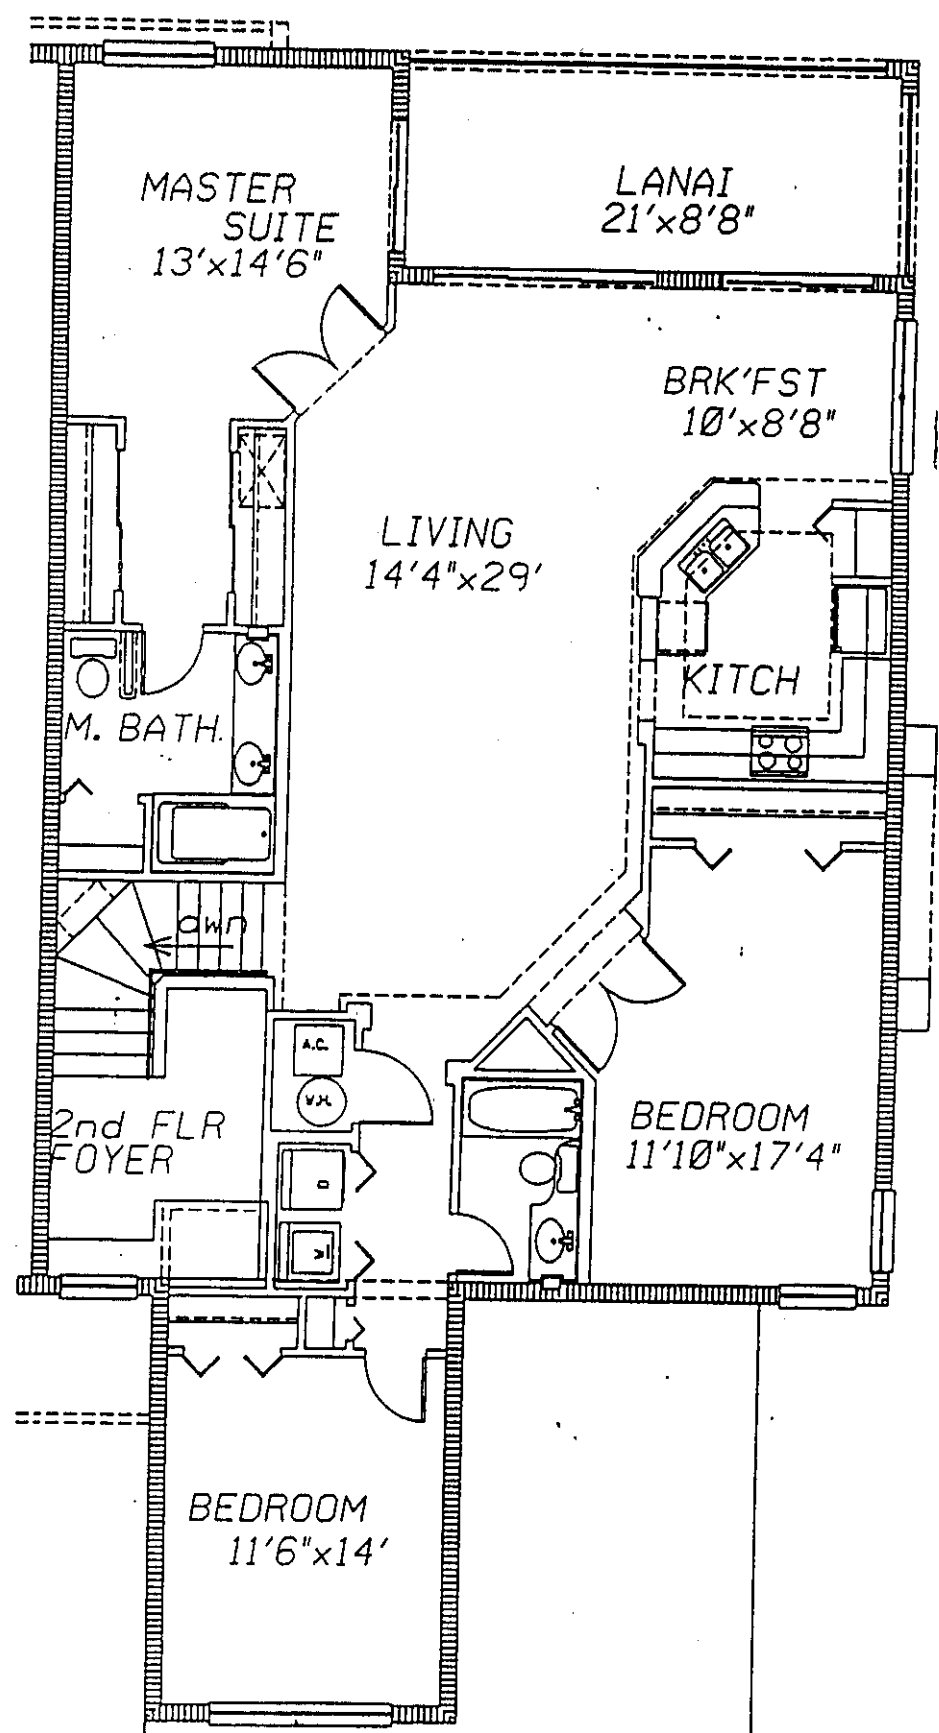 MASTER
SUITE
13'x14'6"
LANAI
21'x8'8"
BRK'FST
10'x8'8"
LIVING
14'4"x29'
KITCH
M. BATH.
dwn
A.C.
W.H.
2nd FLR
FOYER
D
W
BEDROOM
11'10"x17'4"
BEDROOM
11'6"x14'